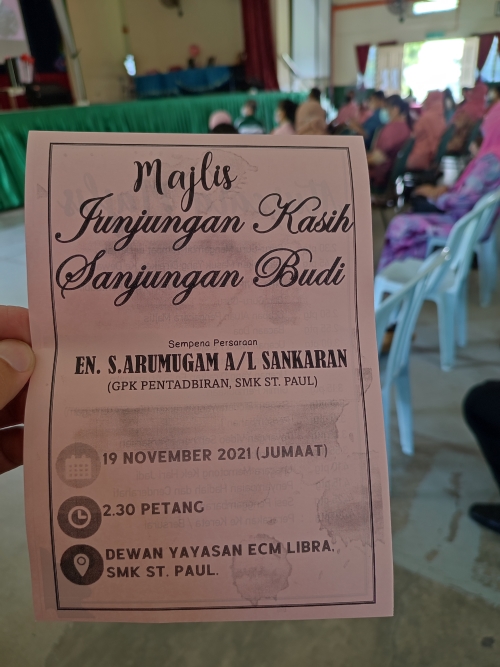 Majlis
Junjungan Kasih
Sanjungan Budi
Sempena Persaraan
EN. S.ARUMUGAM A/L SANKARAN
(GPK PENTADBIRAN, SMK ST. PAUL)
19 NOVEMBER 2021 (JUMAAT)
2.30 PETANG
DEWAN YAYASAN ECM LIBRA,
SMK ST. PAUL.